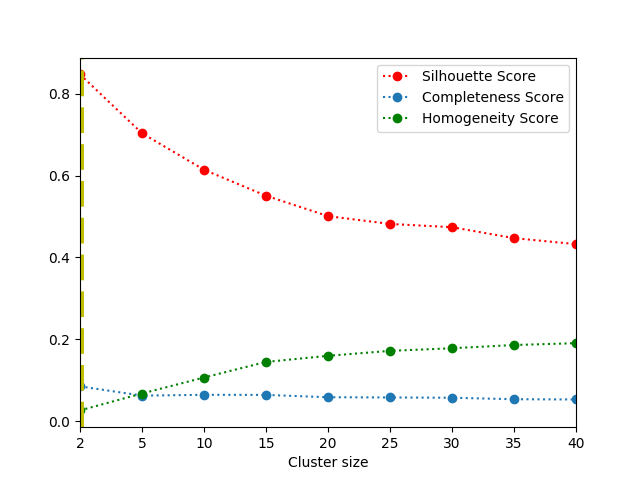 Silhouette Score
Completeness Score
Homogeneity Score
0.8
0.6
0.4
0.2
0.0
2 5 10 15 20 25 30 35 40
Cluster size